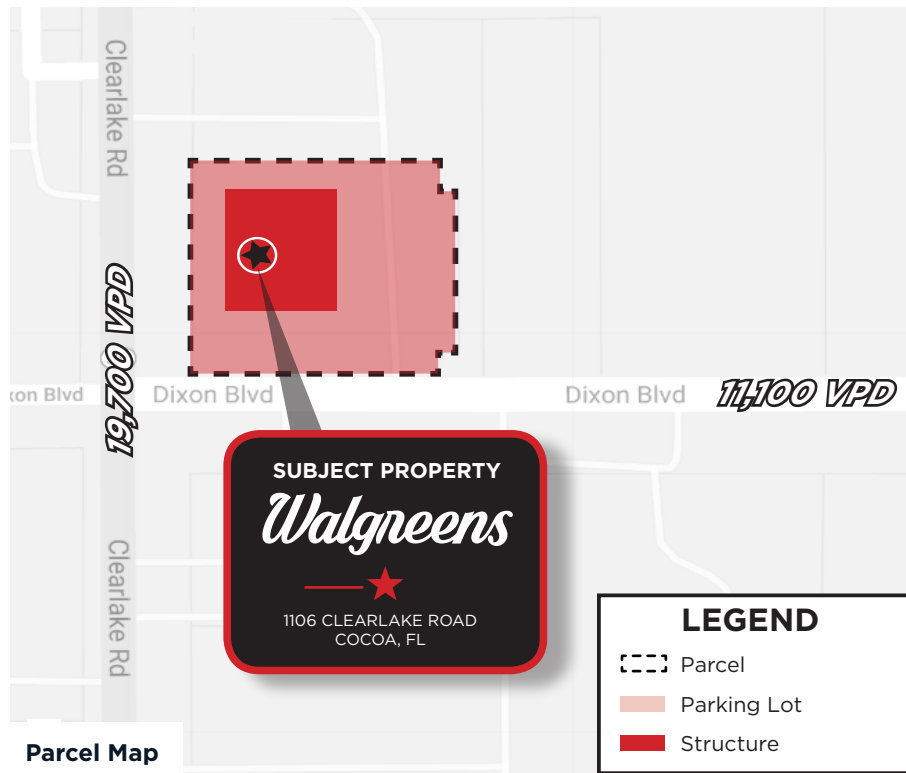 Clearlake Rd
19,700 VPD
xon Blvd
Dixon Blvd
Dixon Blvd
11,100 VPD
SUBJECT PROPERTY
Walgreens
1106 CLEARLAKE ROAD
COCOA, FL
Clearlake Rd
LEGEND
Parcel
Parking Lot
Structure
Parcel Map